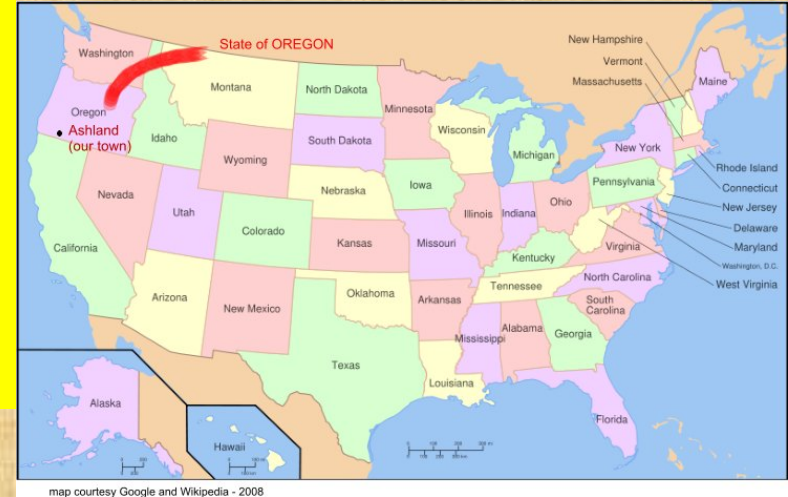 State of OREGON
New Hampshire
Vermont
Massachusetts
Washington
Montana
North Dakota
Minnesota
Maine
Oregon
Ashland
(our town)
Idaho
Wyoming
South Dakota
Wisconsin
Michigan
New York
Rhode Island
Connecticut
New Jersey
Delaware
Maryland
Washington, D.C.
West Virginia
Nevada
Utah
Colorado
Nebraska
Iowa
Illinois
Indiana
Ohio
Pennsylvania
California
Kansas
Missouri
Kentucky
Virginia
Arizona
New Mexico
Oklahoma
Arkansas
Tennessee
North Carolina
South
Carolina
Texas
Louisiana
Mississippi
Alabama
Georgia
Florida
Alaska
Hawaii
map courtesy Google and Wikipedia - 2008